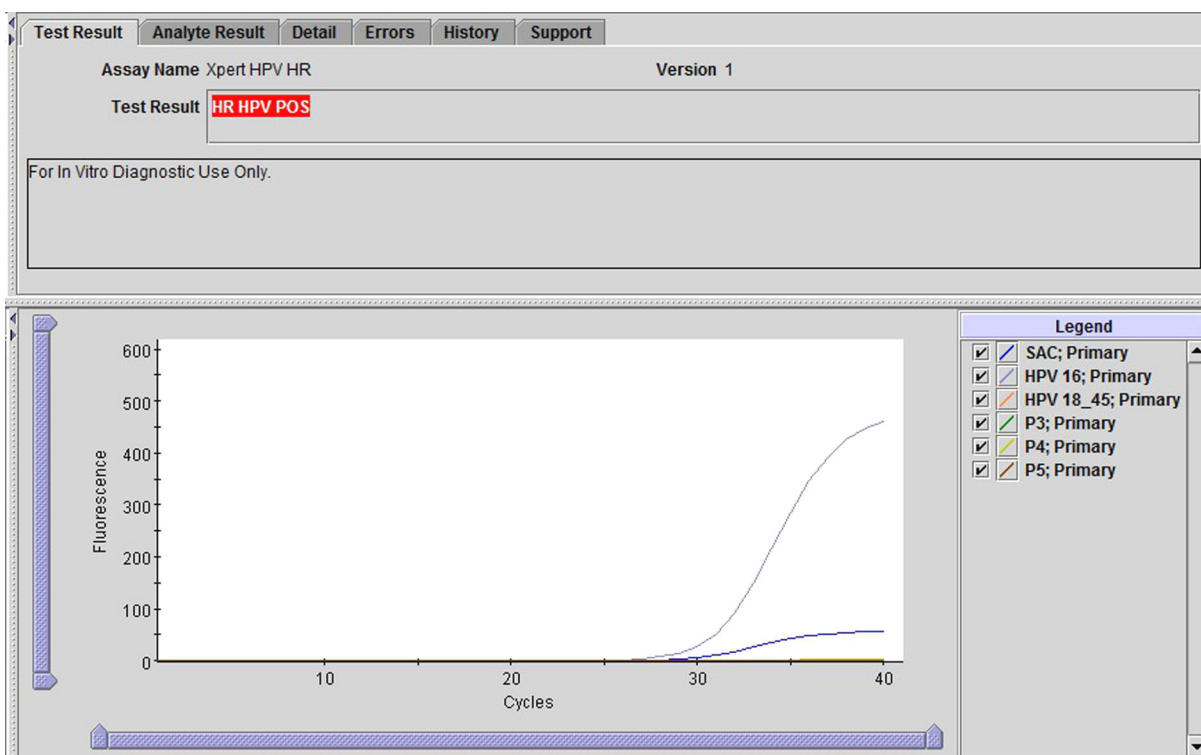 Test Result Analyte Result Detail Errors History Support
Assay Name Xpert HPV HR Version 1
Test Result HR HPV POS
For In Vitro Diagnostic Use Only.
600
500
400
300
200
100
0
Fluorescence
10 20 30 40
Cycles
Legend
SAC; Primary
HPV 16; Primary
HPV 18_45; Primary
P3; Primary
P4; Primary
P5; Primary